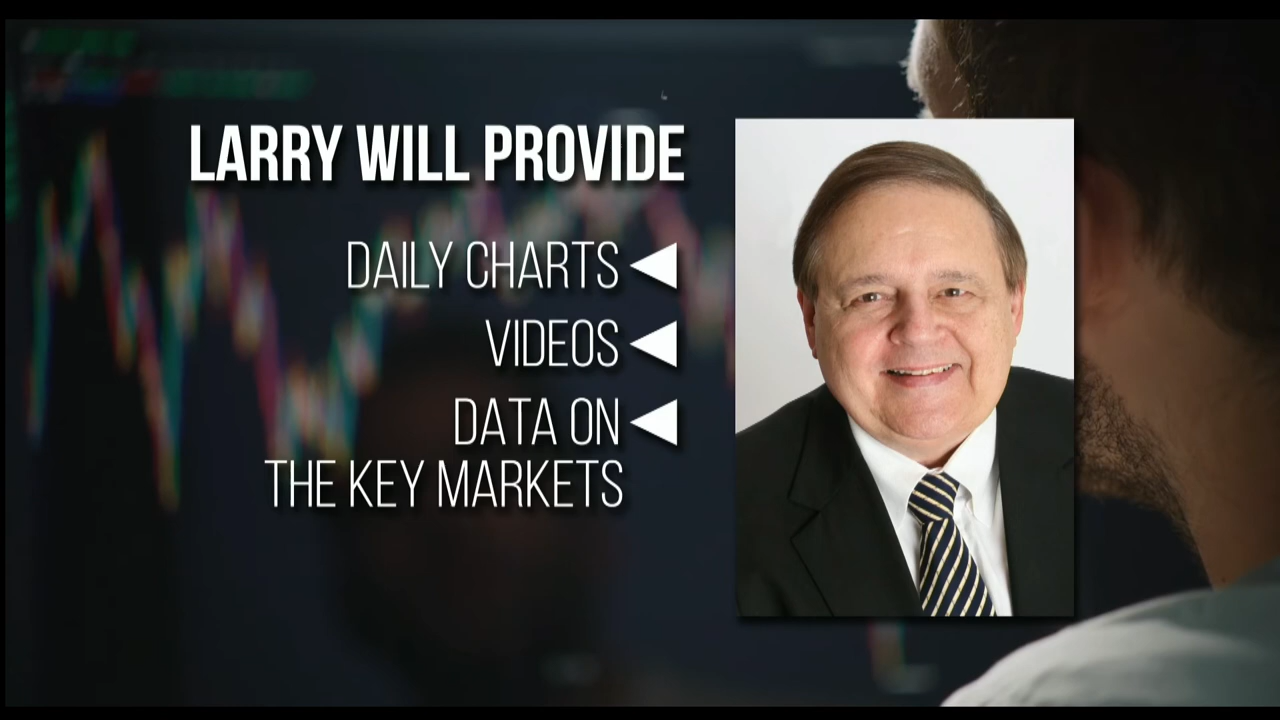 LARRY WILL PROVIDE
DAILY CHARTS
VIDEOS
DATA ON
THE KEY MARKETS